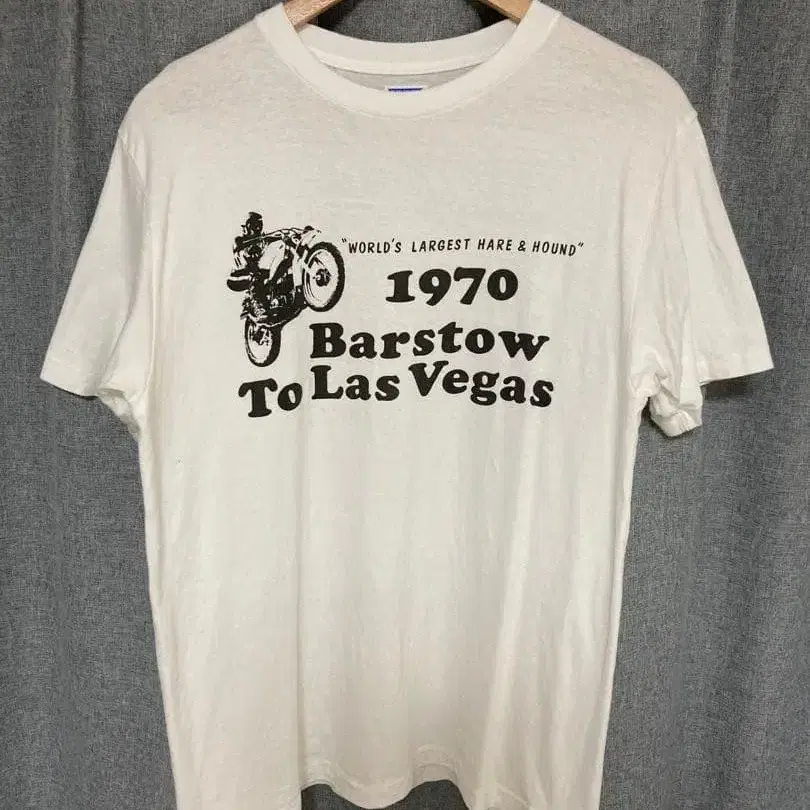 "WORLD'S LARGEST HARE & HOUND"
1970
Barstow
To Las Vegas